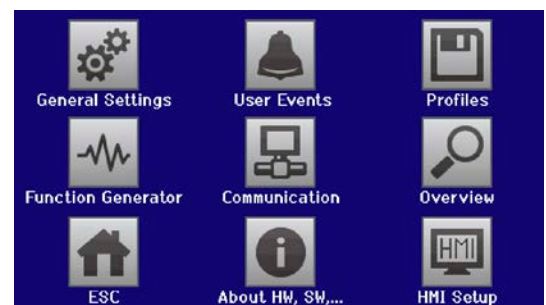 General Settings
User Events
Profiles
Function Generator
Communication
Overview
HMI
ESC
About HW, SW,...
HMI Setup